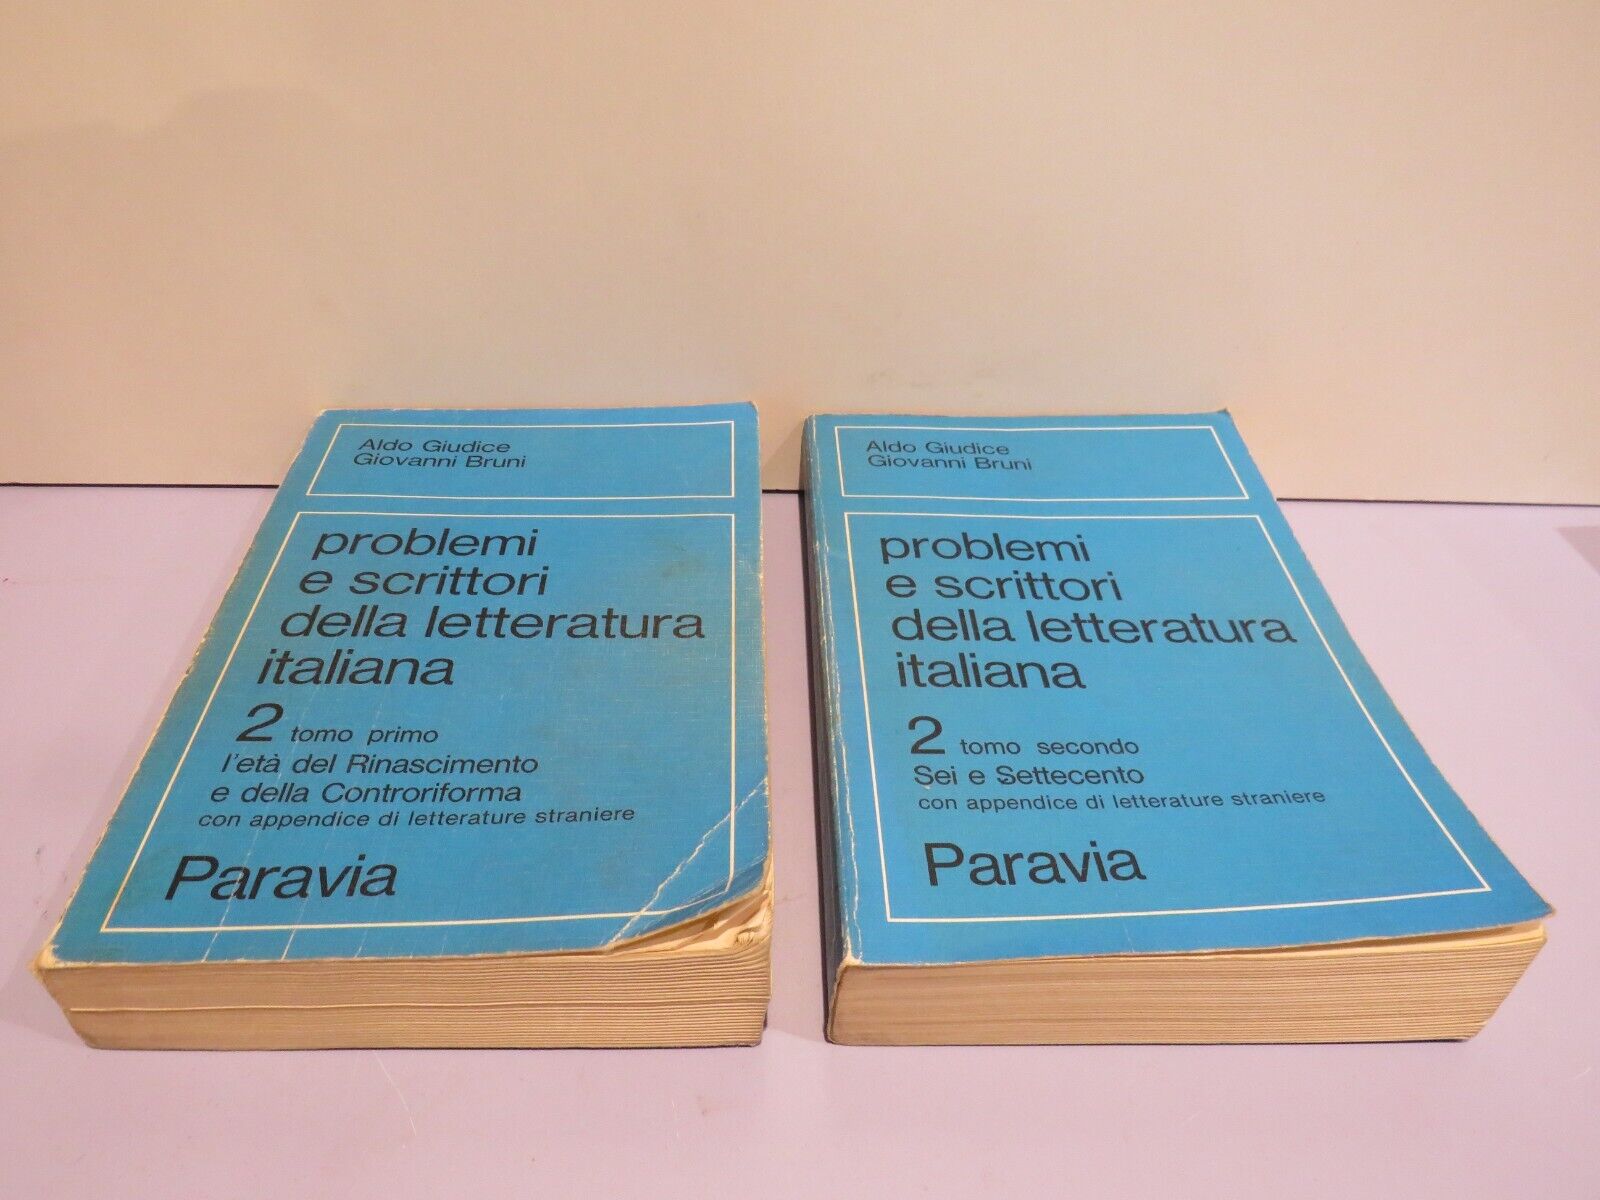 Aldo Giudice
Giovanni Bruni
problemi
e scrittori
della letteratura
italiana
2 tomo primo
l'età del Rinascimento
e della Controriforma
con appendice di letterature straniere
Paravia
Aldo Giudice
Giovanni Bruni
problemi
e scrittori
della letteratura
italiana
2 tomo secondo
Sei e Settecento
con appendice di letterature straniere
Paravia